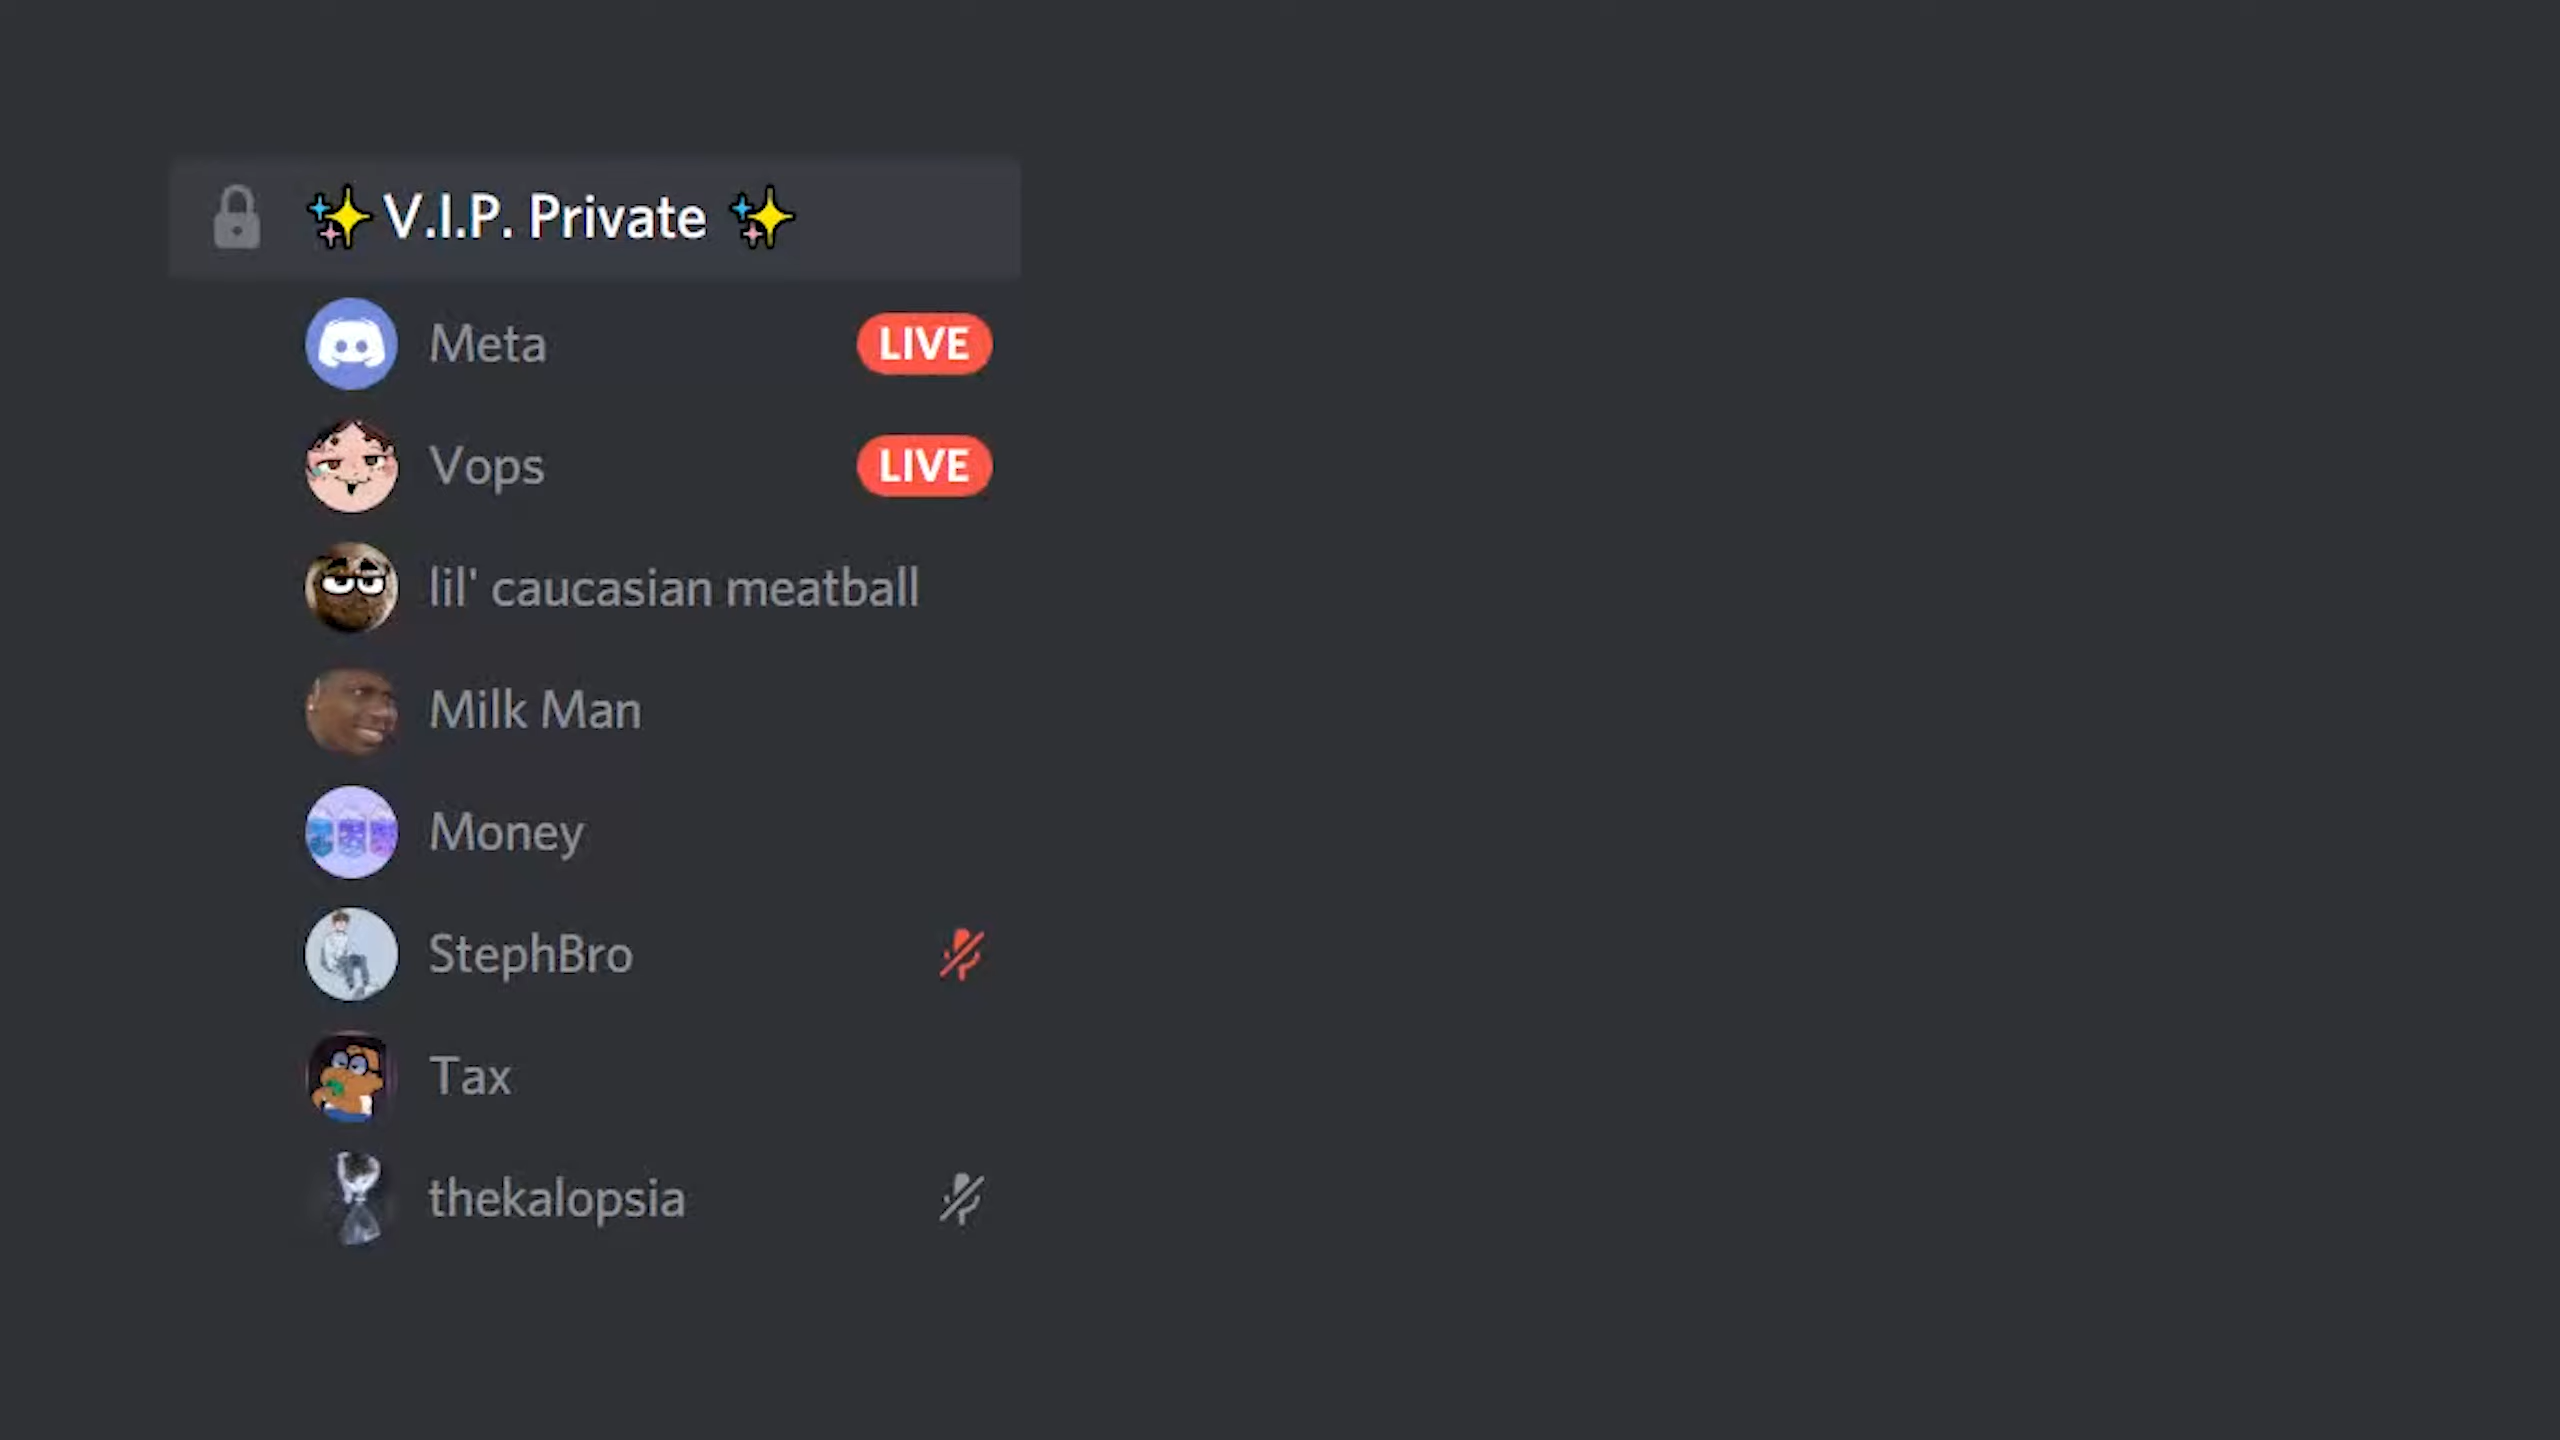 ✨ V.I.P. Private ✨
Meta LIVE
Vops LIVE
lil' caucasian meatball
Milk Man
Money
StephBro
Tax
thekalopsia